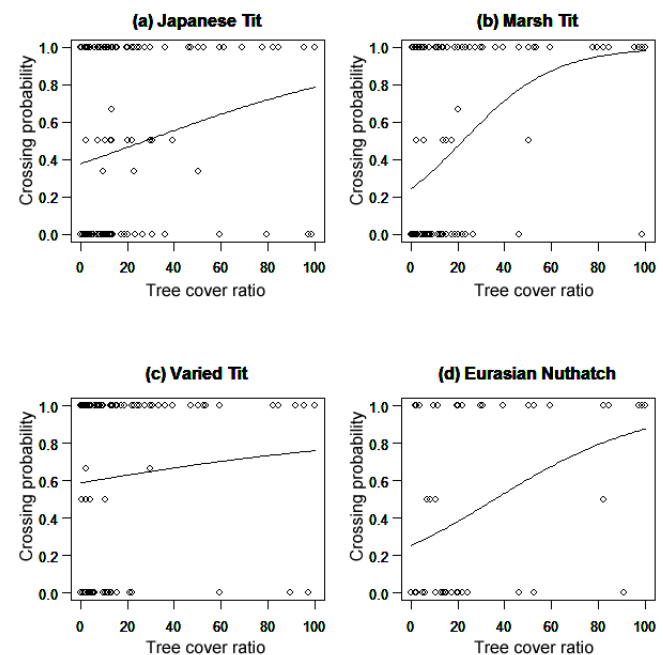 (a) Japanese Tit
Crossing probability
1.0
0.8
0.6
0.4
0.2
0.0
0 20 40 60 80 100
Tree cover ratio
(b) Marsh Tit
Crossing probability
1.0
0.8
0.6
0.4
0.2
0.0
0 20 40 60 80 100
Tree cover ratio
(c) Varied Tit
Crossing probability
1.0
0.8
0.6
0.4
0.2
0.0
0 20 40 60 80 100
Tree cover ratio
(d) Eurasian Nuthatch
Crossing probability
1.0
0.8
0.6
0.4
0.2
0.0
0 20 40 60 80 100
Tree cover ratio